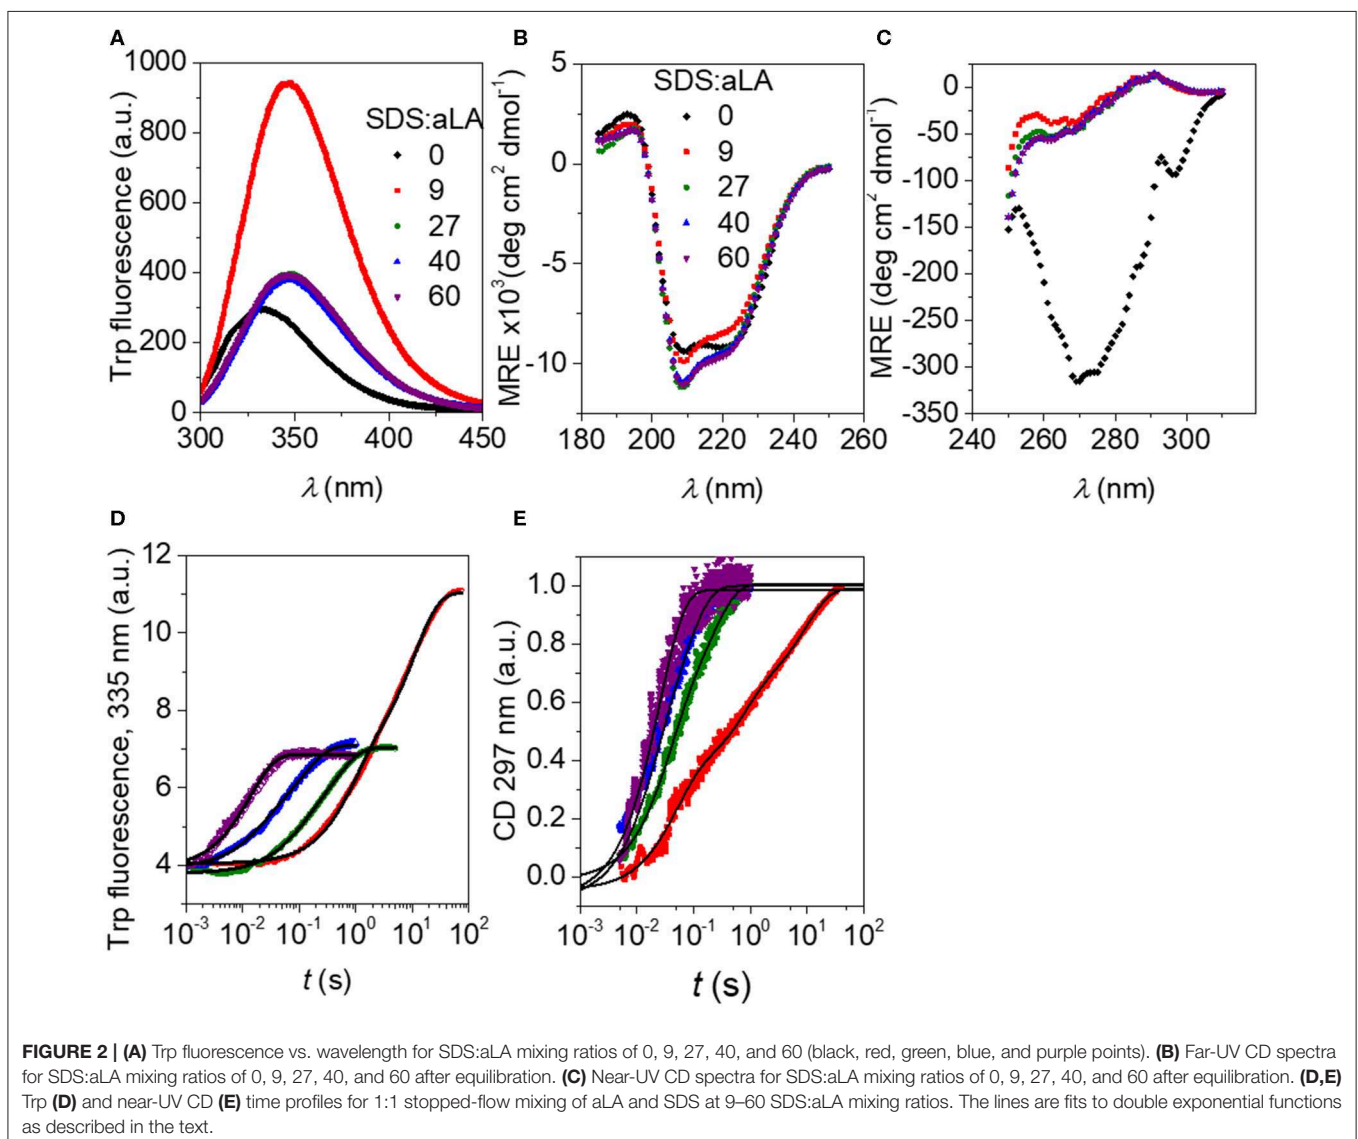 A
Trp fluorescence (a.u.)
1000
800
600
400
200
0
300 350 400 450
λ (nm)
SDS:aLA
0
9
27
40
60
B
MRE x10³(deg cm² dmol⁻¹)
5
0
-5
-10
180 200 220 240 260
λ (nm)
SDS:aLA
0
9
27
40
60
C
MRE (deg cm² dmol⁻¹)
0
-50
-100
-150
-200
-250
-300
-350
240 260 280 300
λ (nm)
D
Trp fluorescence, 335 nm (a.u.)
12
10
8
6
4
10⁻³ 10⁻² 10⁻¹ 10⁰ 10¹ 10²
t (s)
E
CD 297 nm (a.u.)
1.0
0.8
0.6
0.4
0.2
0.0
10⁻³ 10⁻² 10⁻¹ 10⁰ 10¹ 10²
t (s)
FIGURE 2 | (A) Trp fluorescence vs. wavelength for SDS:aLA mixing ratios of 0, 9, 27, 40, and 60 (black, red, green, blue, and purple points). (B) Far-UV CD spectra
for SDS:aLA mixing ratios of 0, 9, 27, 40, and 60 after equilibration. (C) Near-UV CD spectra for SDS:aLA mixing ratios of 0, 9, 27, 40, and 60 after equilibration. (D,E)
Trp (D) and near-UV CD (E) time profiles for 1:1 stopped-flow mixing of aLA and SDS at 9–60 SDS:aLA mixing ratios. The lines are fits to double exponential functions
as described in the text.